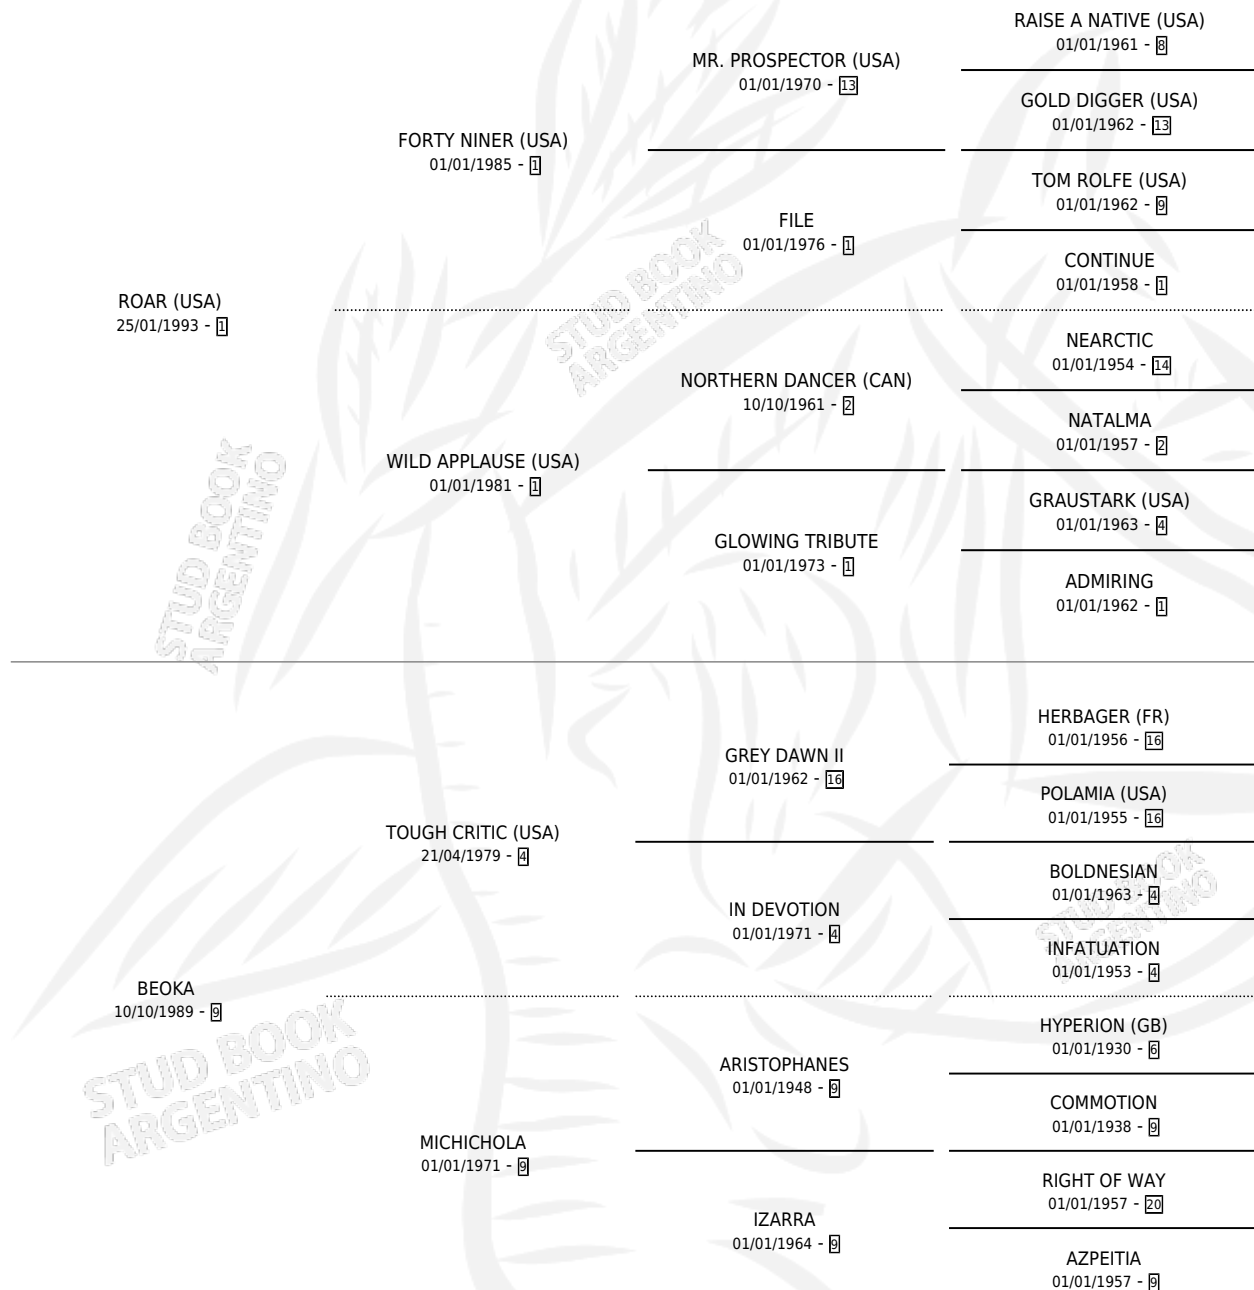 RAISE A NATIVE (USA)
01/01/1961 - 8
MR. PROSPECTOR (USA)
01/01/1970 - 13
GOLD DIGGER (USA)
01/01/1962 - 13
FORTY NINER (USA)
01/01/1985 - 1
TOM ROLFE (USA)
01/01/1962 - 9
FILE
01/01/1976 - 1
CONTINUE
01/01/1958 - 1
ROAR (USA)
25/01/1993 - 1
NEARCTIC
01/01/1954 - 14
NORTHERN DANCER (CAN)
10/10/1961 - 2
NATALMA
01/01/1957 - 2
WILD APPLAUSE (USA)
01/01/1981 - 1
GRAUSTARK (USA)
01/01/1963 - 4
GLOWING TRIBUTE
01/01/1973 - 1
ADMIRING
01/01/1962 - 1
STUD BOOK
ARGENTINO
STUD BOOK
ARGENTINO
HERBAGER (FR)
01/01/1956 - 16
GREY DAWN II
01/01/1962 - 16
POLAMIA (USA)
01/01/1955 - 16
TOUGH CRITIC (USA)
21/04/1979 - 4
BOLDNESIAN
01/01/1963 - 4
IN DEVOTION
01/01/1971 - 4
INFATUATION
01/01/1953 - 4
BEOKA
10/10/1989 - 9
HYPERION (GB)
01/01/1930 - 6
ARISTOPHANES
01/01/1948 - 9
COMMOTION
01/01/1938 - 9
MICHICHOLA
01/01/1971 - 9
RIGHT OF WAY
01/01/1957 - 20
IZARRA
01/01/1964 - 9
AZPEITIA
01/01/1957 - 9
STUD BOOK
ARGENTINO
STUD BOOK
ARGENTINO